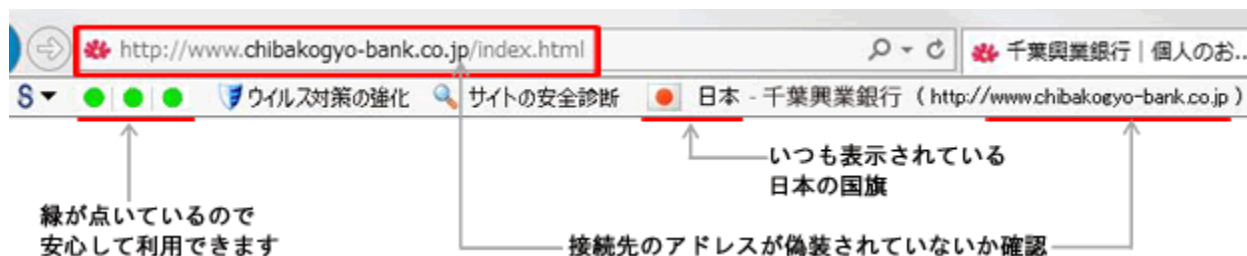 http://www.chibakogyo-bank.co.jp/index.html 千葉興業銀行｜個人のお...
S ウイルス対策の強化 サイトの安全診断 日本 - 千葉興業銀行 ( http://www.chibakogyo-bank.co.jp )
いつも表示されている
日本の国旗
緑が点いているので
安心して利用できます
接続先のアドレスが偽装されていないか確認